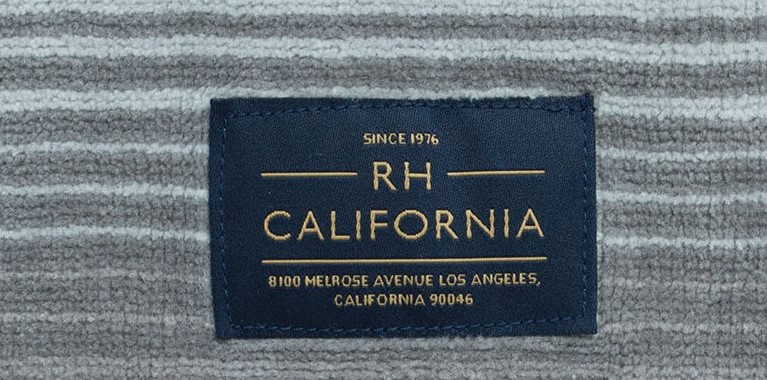 SINCE 1976
RH
CALIFORNIA
8100 MELROSE AVENUE LOS ANGELES,
CALIFORNIA 90046